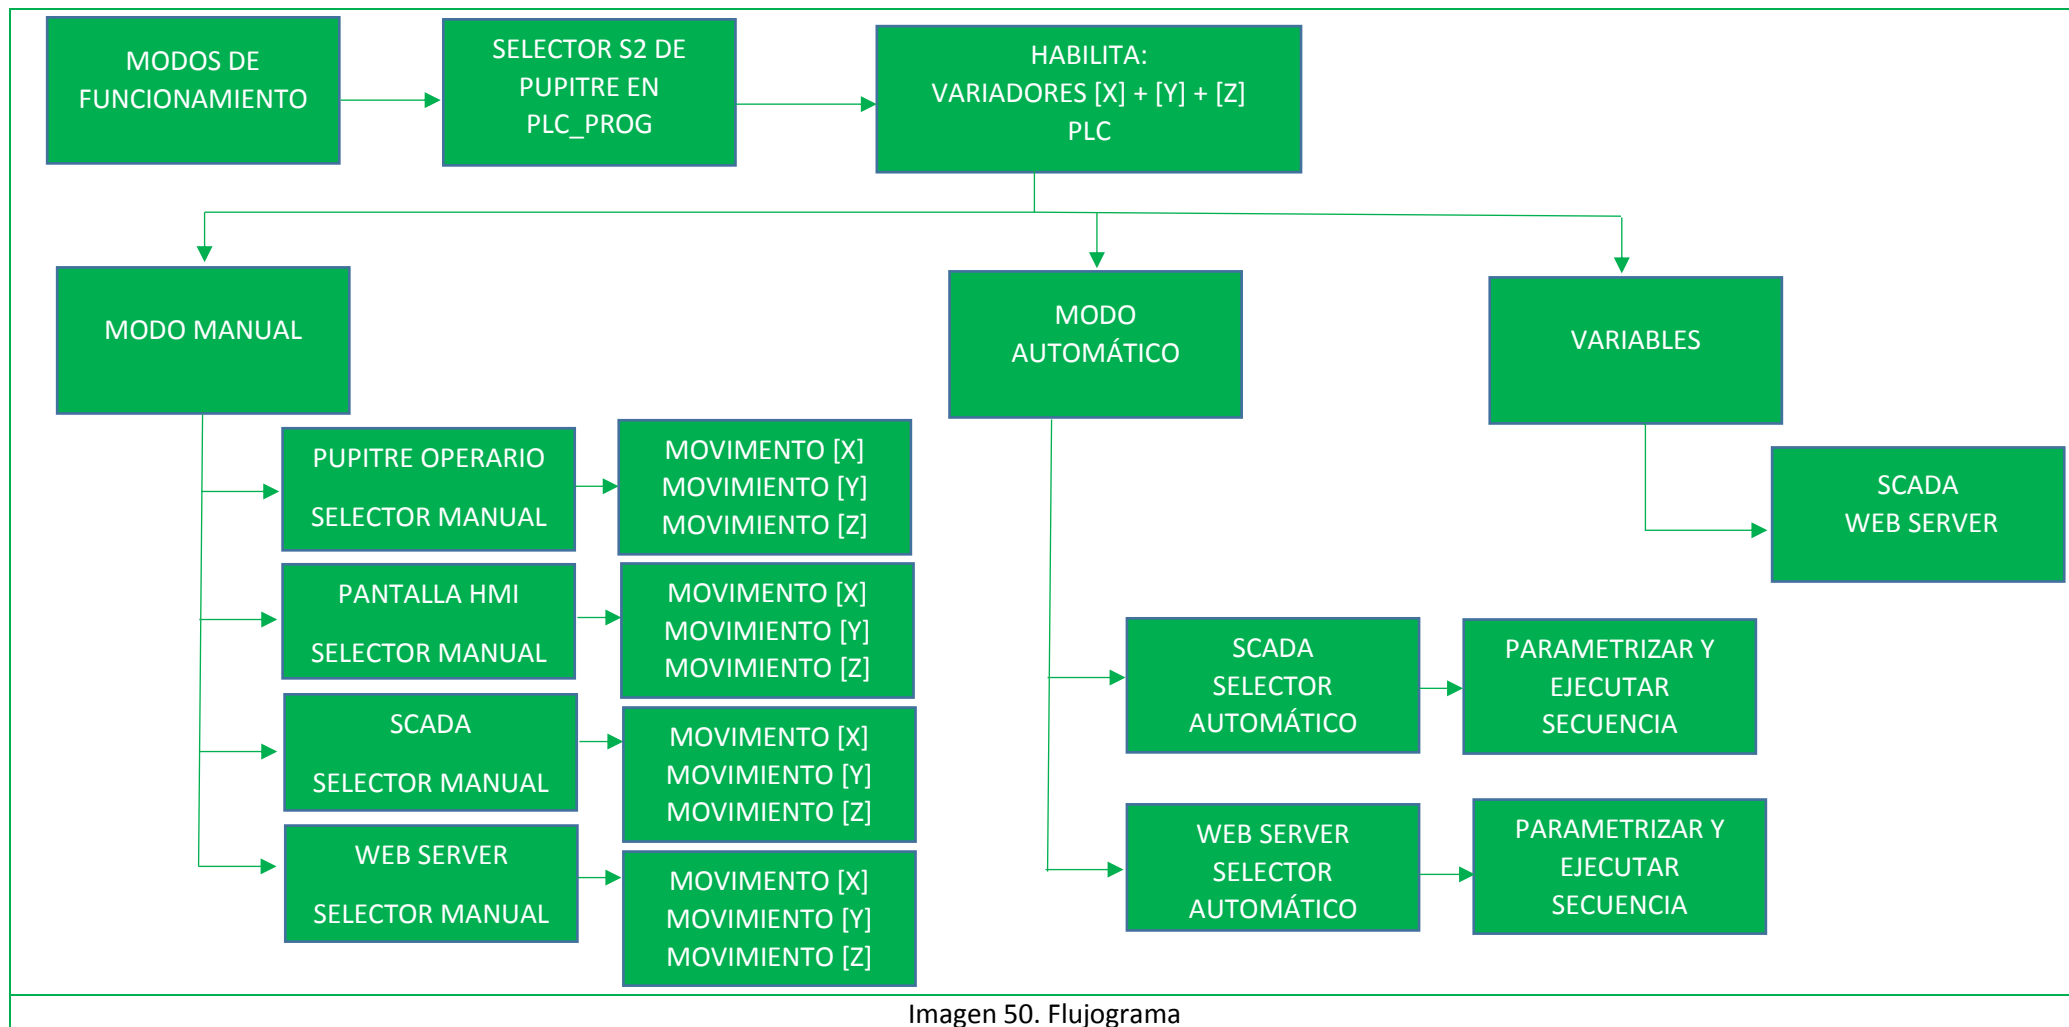 MODOS DE
FUNCIONAMIENTO
SELECTOR S2 DE
PUPITRE EN
PLC_PROG
HABILITA:
VARIADORES [X] + [Y] + [Z]
PLC
MODO MANUAL
MODO
AUTOMÁTICO
VARIABLES
PUPITRE OPERARIO
SELECTOR MANUAL
MOVIMENTO [X]
MOVIMIENTO [Y]
MOVIMIENTO [Z]
PANTALLA HMI
SELECTOR MANUAL
MOVIMENTO [X]
MOVIMIENTO [Y]
MOVIMIENTO [Z]
SCADA
SELECTOR MANUAL
MOVIMENTO [X]
MOVIMIENTO [Y]
MOVIMIENTO [Z]
WEB SERVER
SELECTOR MANUAL
MOVIMENTO [X]
MOVIMIENTO [Y]
MOVIMIENTO [Z]
SCADA
SELECTOR
AUTOMÁTICO
PARAMETRIZAR Y
EJECUTAR
SECUENCIA
WEB SERVER
SELECTOR
AUTOMÁTICO
PARAMETRIZAR Y
EJECUTAR
SECUENCIA
SCADA
WEB SERVER
Imagen 50. Flujograma